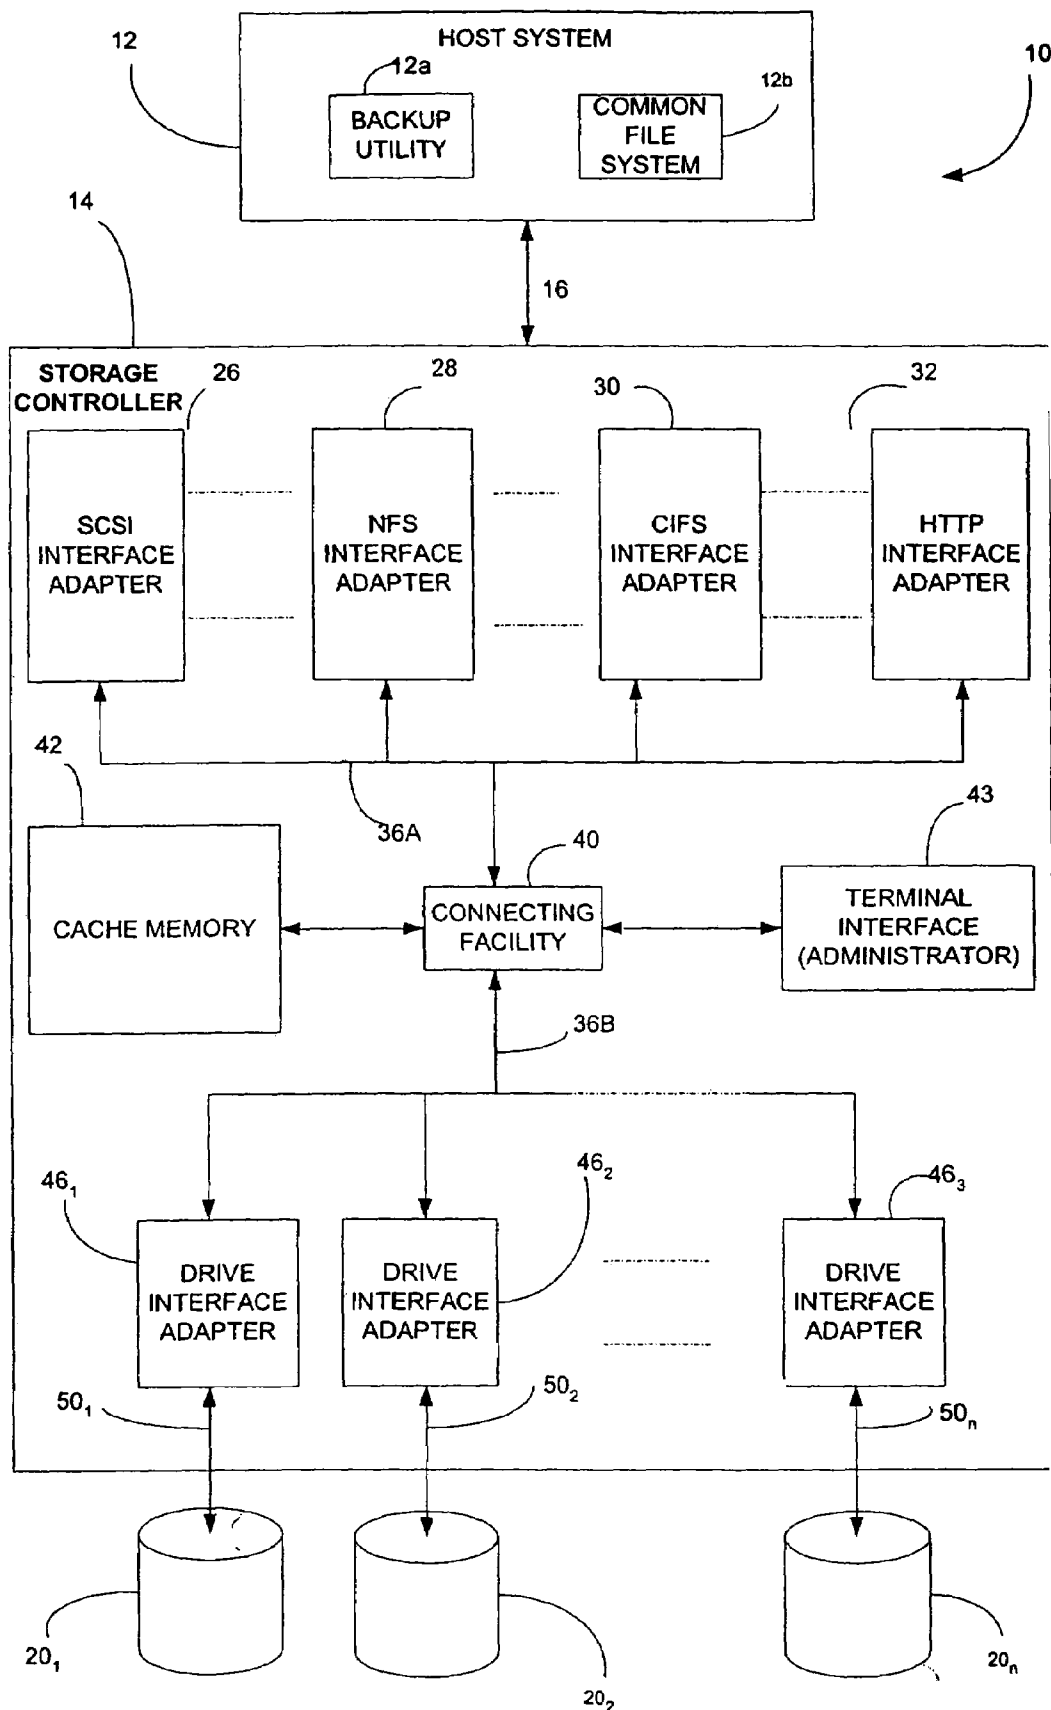 HOST SYSTEM
12
10
12a
12b
BACKUP
UTILITY
COMMON
FILE
SYSTEM
14
16
STORAGE
CONTROLLER
26
28
30
32
SCSI
INTERFACE
ADAPTER
NFS
INTERFACE
ADAPTER
CIFS
INTERFACE
ADAPTER
HTTP
INTERFACE
ADAPTER
42
36A
40
43
CACHE MEMORY
CONNECTING
FACILITY
TERMINAL
INTERFACE
(ADMINISTRATOR)
36B
46₁
46₂
46₃
DRIVE
INTERFACE
ADAPTER
DRIVE
INTERFACE
ADAPTER
DRIVE
INTERFACE
ADAPTER
50₁
50₂
50ₙ
20₁
20₂
20ₙ